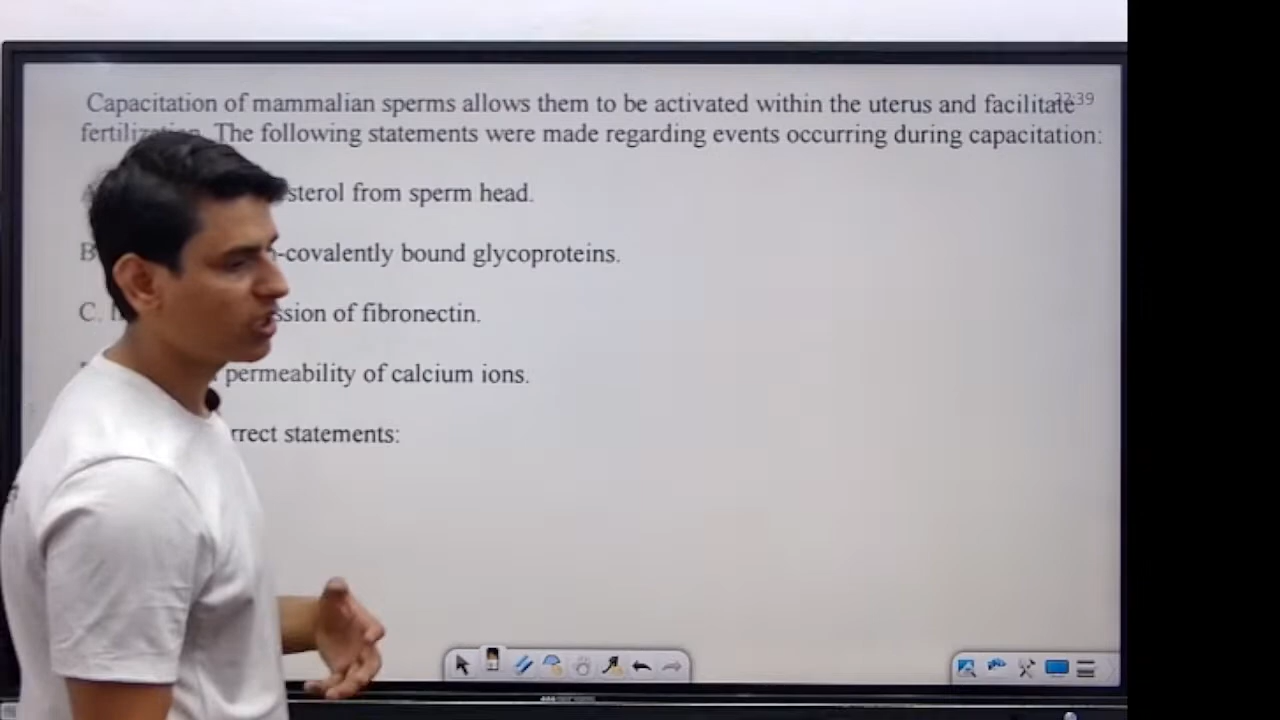 Capacitation of mammalian sperms allows them to be activated within the uterus and facilitate
The following statements were made regarding events occurring during capacitation:
sterol from sperm head.
B -covalently bound glycoproteins.
C. ssion of fibronectin.
permeability of calcium ions.
rrect statements: